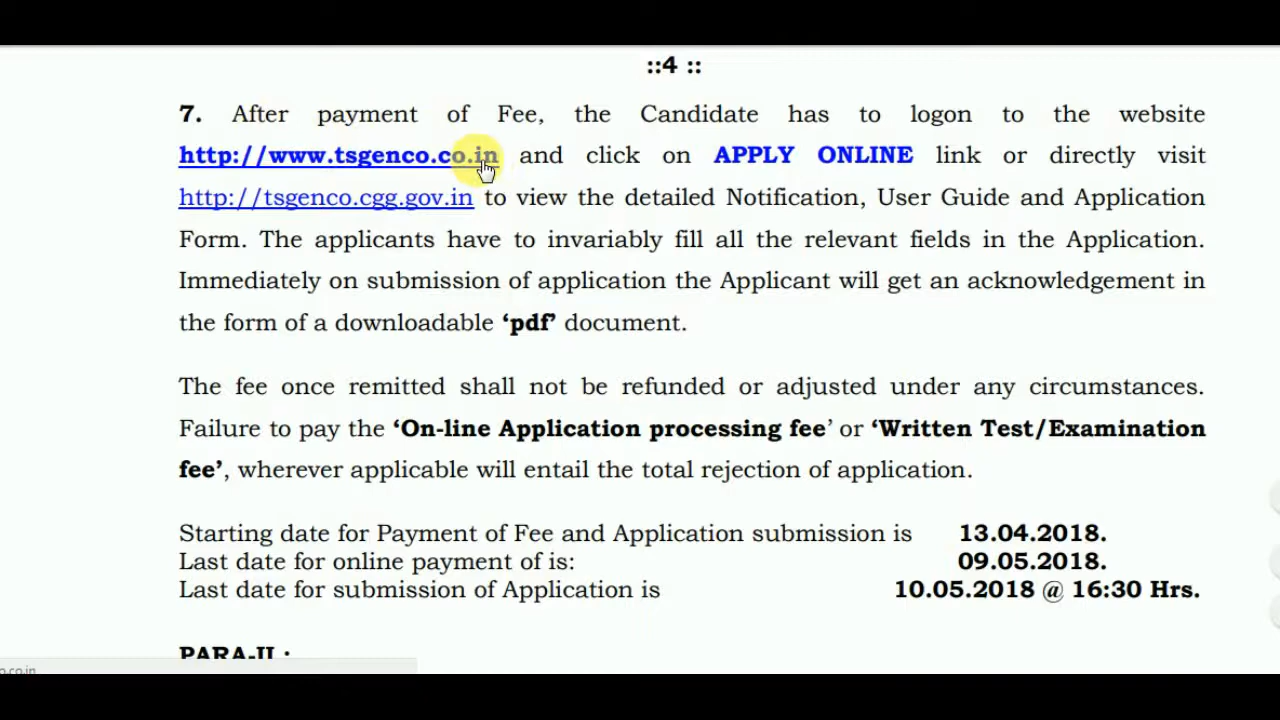 ::4 ::
7. After payment of Fee, the Candidate has to logon to the website
http://www.tsgenco.co.in and click on APPLY ONLINE link or directly visit
http://tsgenco.cgg.gov.in to view the detailed Notification, User Guide and Application
Form. The applicants have to invariably fill all the relevant fields in the Application.
Immediately on submission of application the Applicant will get an acknowledgement in
the form of a downloadable ‘pdf’ document.
The fee once remitted shall not be refunded or adjusted under any circumstances.
Failure to pay the ‘On-line Application processing fee’ or ‘Written Test/Examination
fee’, wherever applicable will entail the total rejection of application.
Starting date for Payment of Fee and Application submission is 13.04.2018.
Last date for online payment of is: 09.05.2018.
Last date for submission of Application is 10.05.2018 @ 16:30 Hrs.
PARA-II :